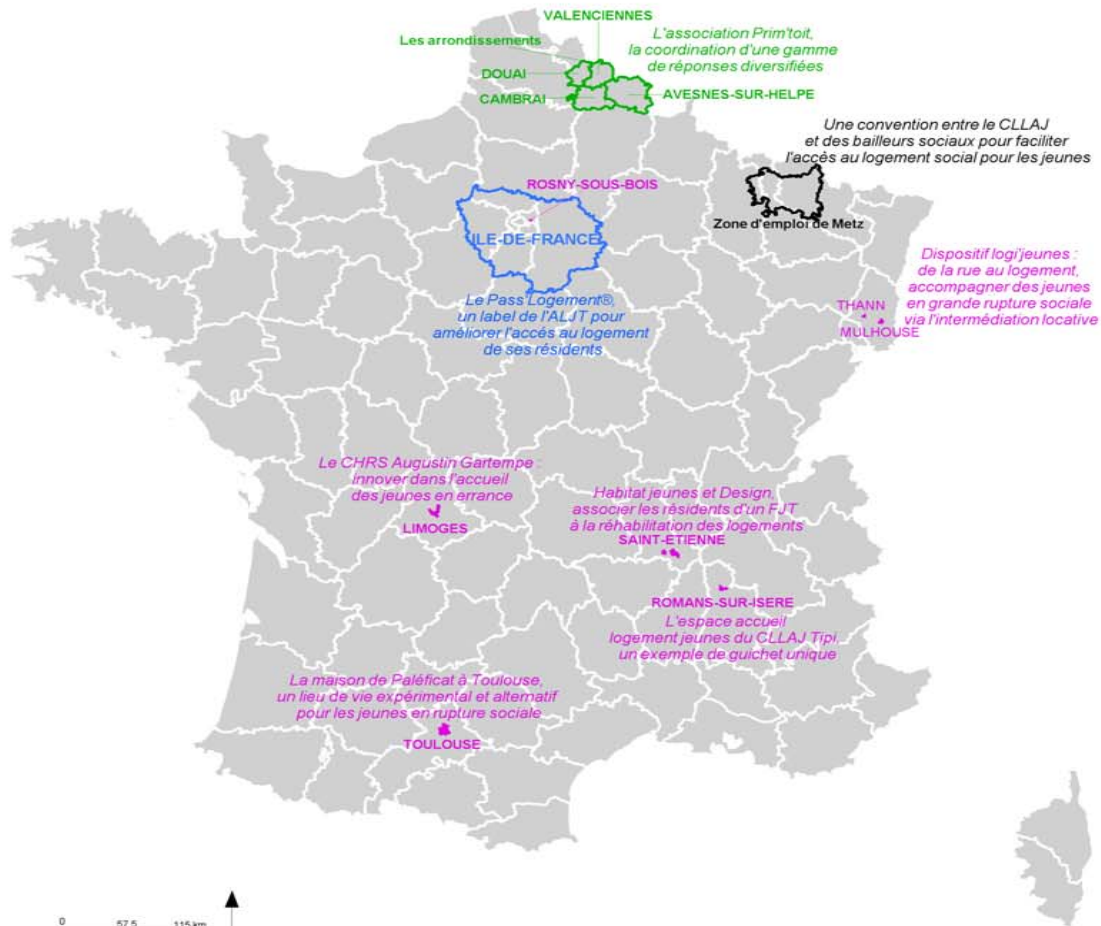 VALENCIENNES
Les arrondissements
L'association Prim'toit,
la coordination d'une gamme
de réponses diversifiées
DOUAI
CAMBRAI
AVESNES-SUR-HELPE
Une convention entre le CLLAJ
et des bailleurs sociaux pour faciliter
l'accés au logement social pour les jeunes
Zone d'emploi de Metz
ROSNY-SOUS-BOIS
ILE-DE-FRANCE
Le Pass Logement®,
un label de l'ALJT pour
améliorer l'accés au logement
de ses résidents
Dispositif logi'jeunes :
de la rue au logement,
accompagner des jeunes
en grande rupture sociale
via l'intermédiation locative
THANN
MULHOUSE
Le CHRS Augustin Gartempe :
innover dans l'accueil
des jeunes en errance
LIMOGES
Habitat jeunes et Design,
associer les résidents d'un FJT
à la réhabilitation des logements
SAINT-ETIENNE
ROMANS-SUR-ISERE
L'espace accueil
logement jeunes du CLLAJ Tipi,
un exemple de guichet unique
La maison de Paléficat à Toulouse,
un lieu de vie expérimental et alternatif
pour les jeunes en rupture sociale
TOULOUSE
0 57.5 115 km